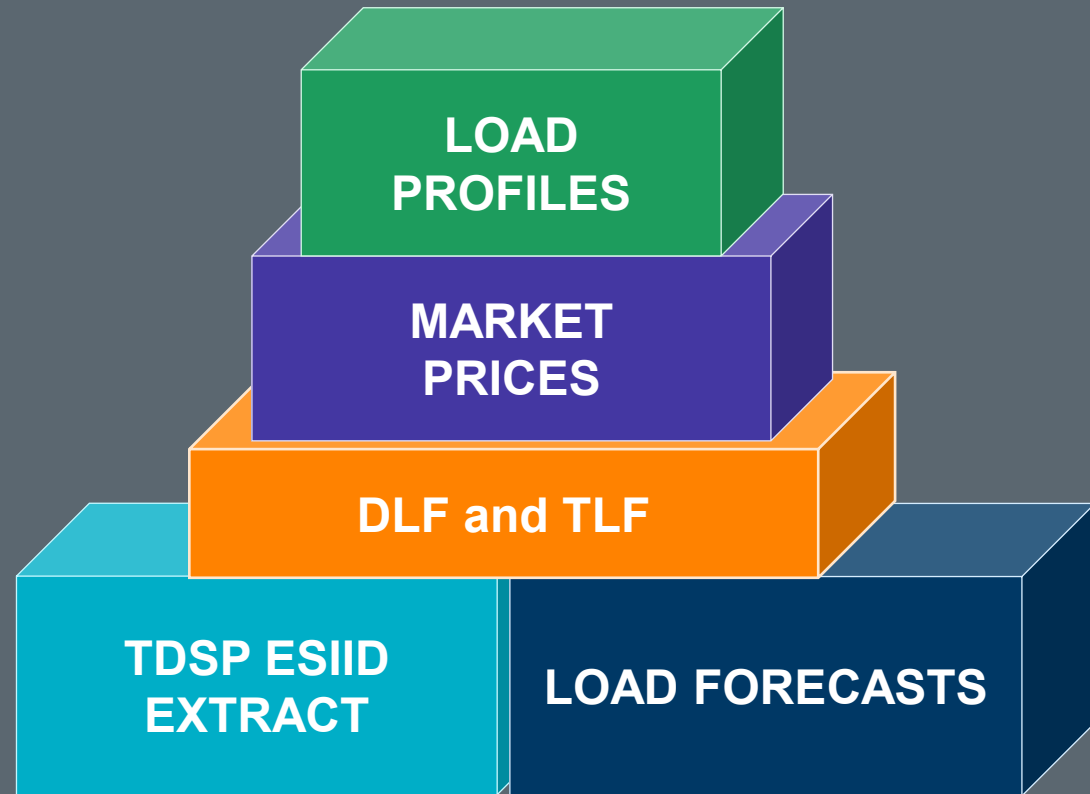 LOAD
PROFILES
MARKET
PRICES
DLF and TLF
TDSP ESIID
EXTRACT
LOAD FORECASTS